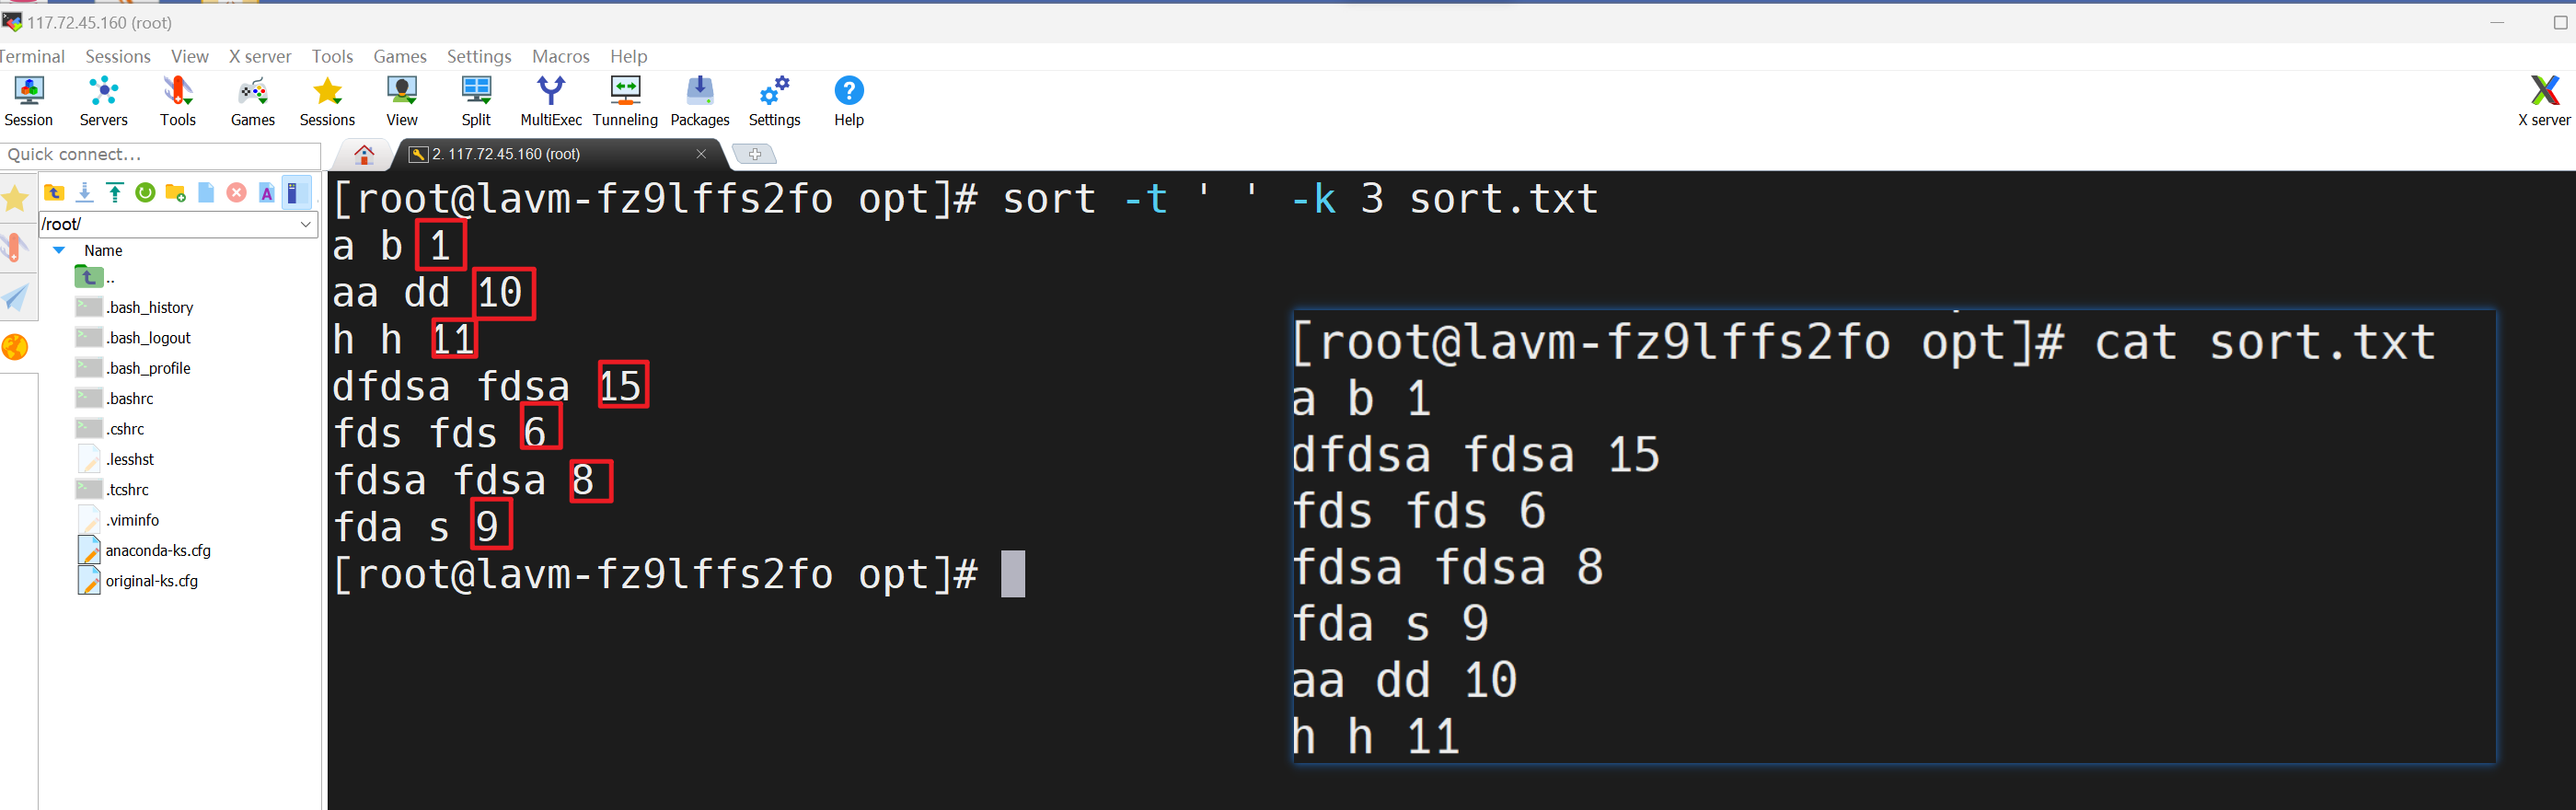 117.72.45.160 (root)
Terminal Sessions View X server Tools Games Settings Macros Help
Session Servers Tools Games Sessions View Split MultiExec Tunneling Packages Settings Help X server
Quick connect...
2. 117.72.45.160 (root)
/root/
Name
..
.bash_history
.bash_logout
.bash_profile
.bashrc
.cshrc
.lesshst
.tcshrc
.viminfo
anaconda-ks.cfg
original-ks.cfg
[root@lavm-fz9lffs2fo opt]# sort -t ' ' -k 3 sort.txt
a b 1
aa dd 10
h h 11
dfdsa fdsa 15
fds fds 6
fdsa fdsa 8
fda s 9
[root@lavm-fz9lffs2fo opt]#
[root@lavm-fz9lffs2fo opt]# cat sort.txt
a b 1
dfdsa fdsa 15
fds fds 6
fdsa fdsa 8
fda s 9
aa dd 10
h h 11